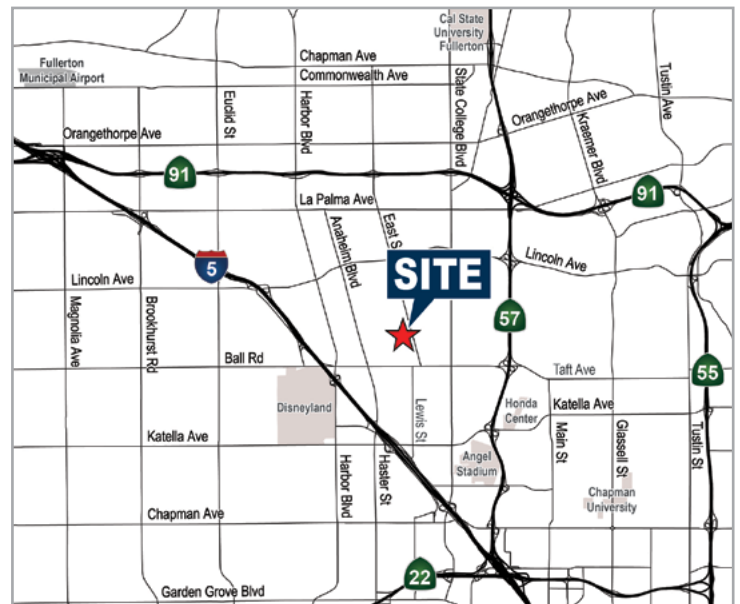 Cal State
University
Fullerton
Chapman Ave
Fullerton
Municipal Airport
Commonwealth Ave
State College Blvd
Tustin Ave
Euclid St
Harbor Blvd
Orangethorpe Ave
Kraemer Blvd
Orangethorpe Ave
91
91
La Palma Ave
Anaheim Blvd
East S
Lincoln Ave
5
SITE
Lincoln Ave
Magnolia Ave
Brookhurst Rd
57
Ball Rd
Taft Ave
55
Disneyland
Lewis St
Honda
Center
Katella Ave
Main St
Glassell St
Tustin St
Katella Ave
Harbor Blvd
Haster St
Angel
Stadium
Chapman
University
Chapman Ave
22
Garden Grove Blvd